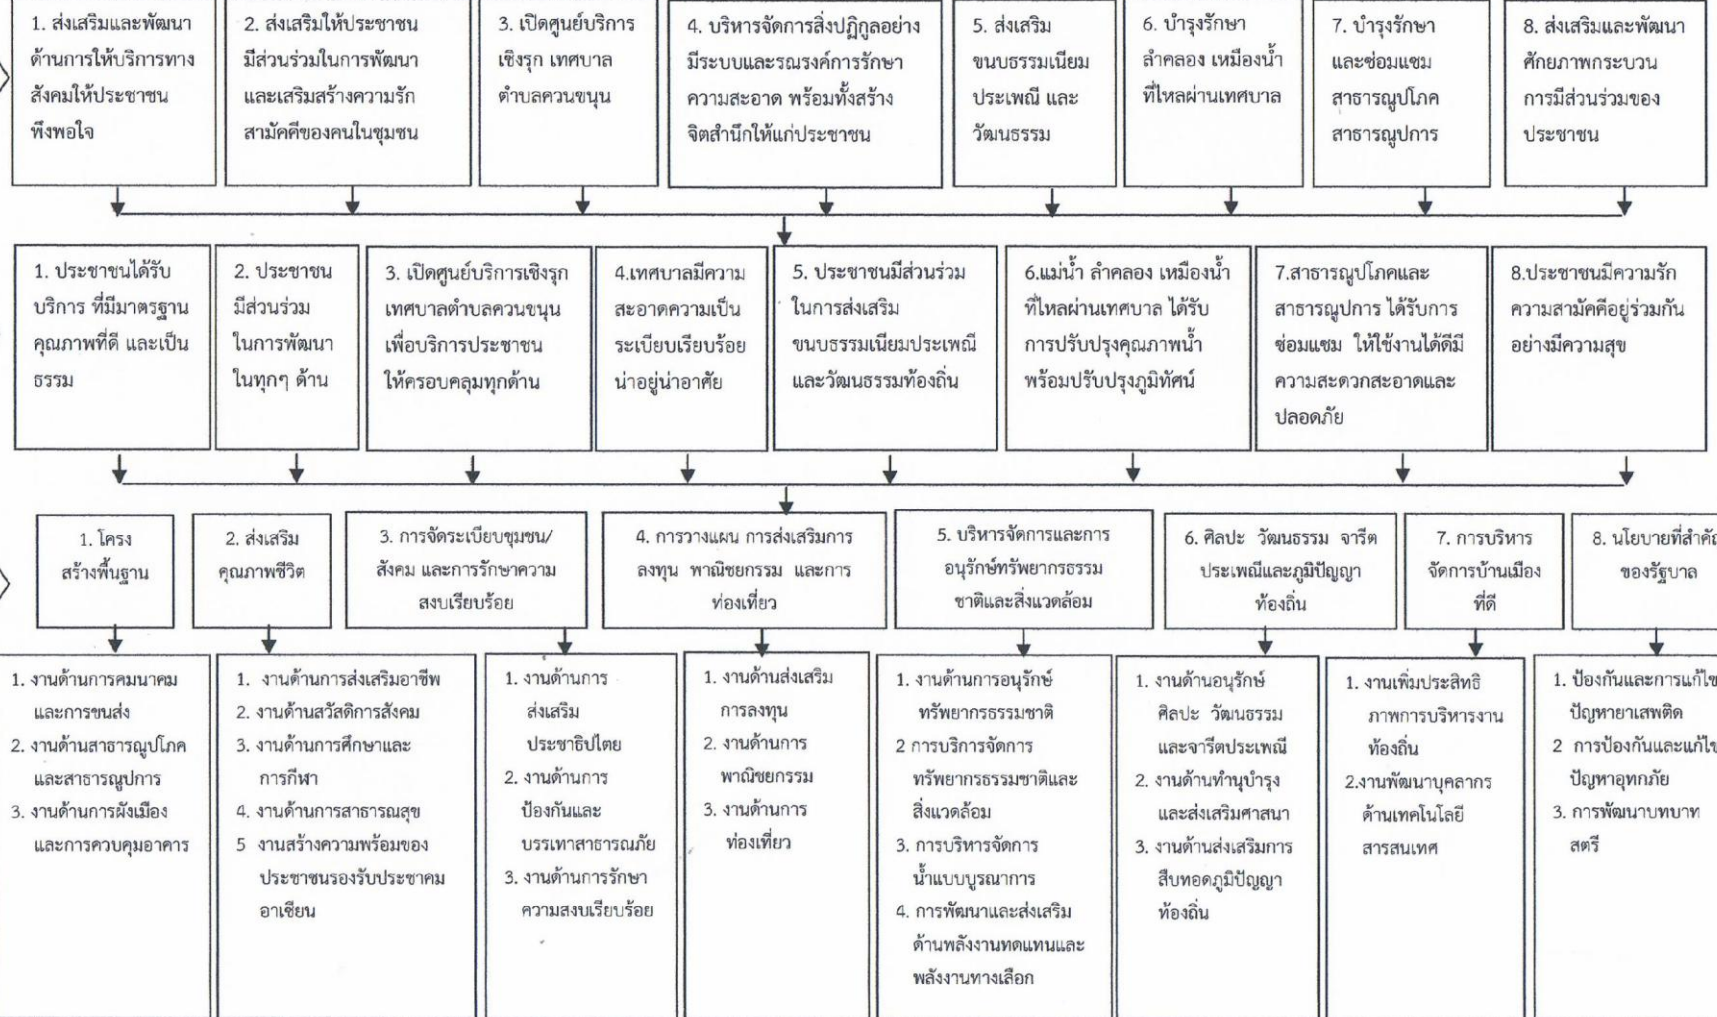 1. ส่งเสริมและพัฒนา
ด้านการให้บริการทาง
สังคมให้ประชาชน
พึงพอใจ
2. ส่งเสริมให้ประชาชน
มีส่วนร่วมในการพัฒนา
และเสริมสร้างความรัก
สามัคคีของคนในชุมชน
3. เปิดศูนย์บริการ
เชิงรุก เทศบาล
ตำบลควนขนุน
4. บริหารจัดการสิ่งปฏิกูลอย่าง
มีระบบและรณรงค์การรักษา
ความสะอาด พร้อมทั้งสร้าง
จิตสำนึกให้แก่ประชาชน
5. ส่งเสริม
ขนบธรรมเนียม
ประเพณี และ
วัฒนธรรม
6. บำรุงรักษา
ลำคลอง เหมืองน้ำ
ที่ไหลผ่านเทศบาล
7. บำรุงรักษา
และซ่อมแซม
สาธารณูปโภค
สาธารณูปการ
8. ส่งเสริมและพัฒนา
ศักยภาพกระบวน
การมีส่วนร่วมของ
ประชาชน
1. ประชาชนได้รับ
บริการ ที่มีมาตรฐาน
คุณภาพที่ดี และเป็น
ธรรม
2. ประชาชน
มีส่วนร่วม
ในการพัฒนา
ในทุกๆ ด้าน
3. เปิดศูนย์บริการเชิงรุก
เทศบาลตำบลควนขนุน
เพื่อบริการประชาชน
ให้ครอบคลุมทุกด้าน
4.เทศบาลมีความ
สะอาดความเป็น
ระเบียบเรียบร้อย
น่าอยู่น่าอาศัย
5. ประชาชนมีส่วนร่วม
ในการส่งเสริม
ขนบธรรมเนียมประเพณี
และวัฒนธรรมท้องถิ่น
6.แม่น้ำ ลำคลอง เหมืองน้ำ
ที่ไหลผ่านเทศบาล ได้รับ
การปรับปรุงคุณภาพน้ำ
พร้อมปรับปรุงภูมิทัศน์
7.สาธารณูปโภคและ
สาธารณูปการ ได้รับการ
ซ่อมแซม ให้ใช้งานได้ดีมี
ความสะดวกสะอาดและ
ปลอดภัย
8.ประชาชนมีความรัก
ความสามัคคีอยู่ร่วมกัน
อย่างมีความสุข
1. โครง
สร้างพื้นฐาน
2. ส่งเสริม
คุณภาพชีวิต
3. การจัดระเบียบชุมชน/
สังคม และการรักษาความ
สงบเรียบร้อย
4. การวางแผน การส่งเสริมการ
ลงทุน พาณิชยกรรม และการ
ท่องเที่ยว
5. บริหารจัดการและการ
อนุรักษ์ทรัพยากรธรรม
ชาติและสิ่งแวดล้อม
6. ศิลปะ วัฒนธรรม จารีต
ประเพณีและภูมิปัญญา
ท้องถิ่น
7. การบริหาร
จัดการบ้านเมือง
ที่ดี
8. นโยบายที่สำคัญ
ของรัฐบาล
1. งานด้านการคมนาคม
และการขนส่ง
2. งานด้านสาธารณูปโภค
และสาธารณูปการ
3. งานด้านการผังเมือง
และการควบคุมอาคาร
1. งานด้านการส่งเสริมอาชีพ
2. งานด้านสวัสดิการสังคม
3. งานด้านการศึกษาและ
การกีฬา
4. งานด้านการสาธารณสุข
5 งานสร้างความพร้อมของ
ประชาชนรองรับประชาคม
อาเซียน
1. งานด้านการ
ส่งเสริม
ประชาธิปไตย
2. งานด้านการ
ป้องกันและ
บรรเทาสาธารณภัย
3. งานด้านการรักษา
ความสงบเรียบร้อย
1. งานด้านส่งเสริม
การลงทุน
2. งานด้านการ
พาณิชยกรรม
3. งานด้านการ
ท่องเที่ยว
1. งานด้านการอนุรักษ์
ทรัพยากรธรรมชาติ
2 การบริการจัดการ
ทรัพยากรธรรมชาติและ
สิ่งแวดล้อม
3. การบริหารจัดการ
น้ำแบบบูรณาการ
4. การพัฒนาและส่งเสริม
ด้านพลังงานทดแทนและ
พลังงานทางเลือก
1. งานด้านอนุรักษ์
ศิลปะ วัฒนธรรม
และจารีตประเพณี
2. งานด้านทำนุบำรุง
และส่งเสริมศาสนา
3. งานด้านส่งเสริมการ
สืบทอดภูมิปัญญา
ท้องถิ่น
1. งานเพิ่มประสิทธิ
ภาพการบริหารงาน
ท้องถิ่น
2.งานพัฒนาบุคลากร
ด้านเทคโนโลยี
สารสนเทศ
1. ป้องกันและการแก้ไข
ปัญหายาเสพติด
2 การป้องกันและแก้ไข
ปัญหาอุทกภัย
3. การพัฒนาบทบาท
สตรี